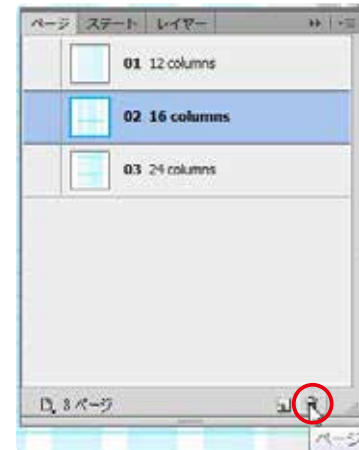 ページ ステート レイヤー
01 12 columns
02 16 columns
03 24 columns
3 ページ
ページ